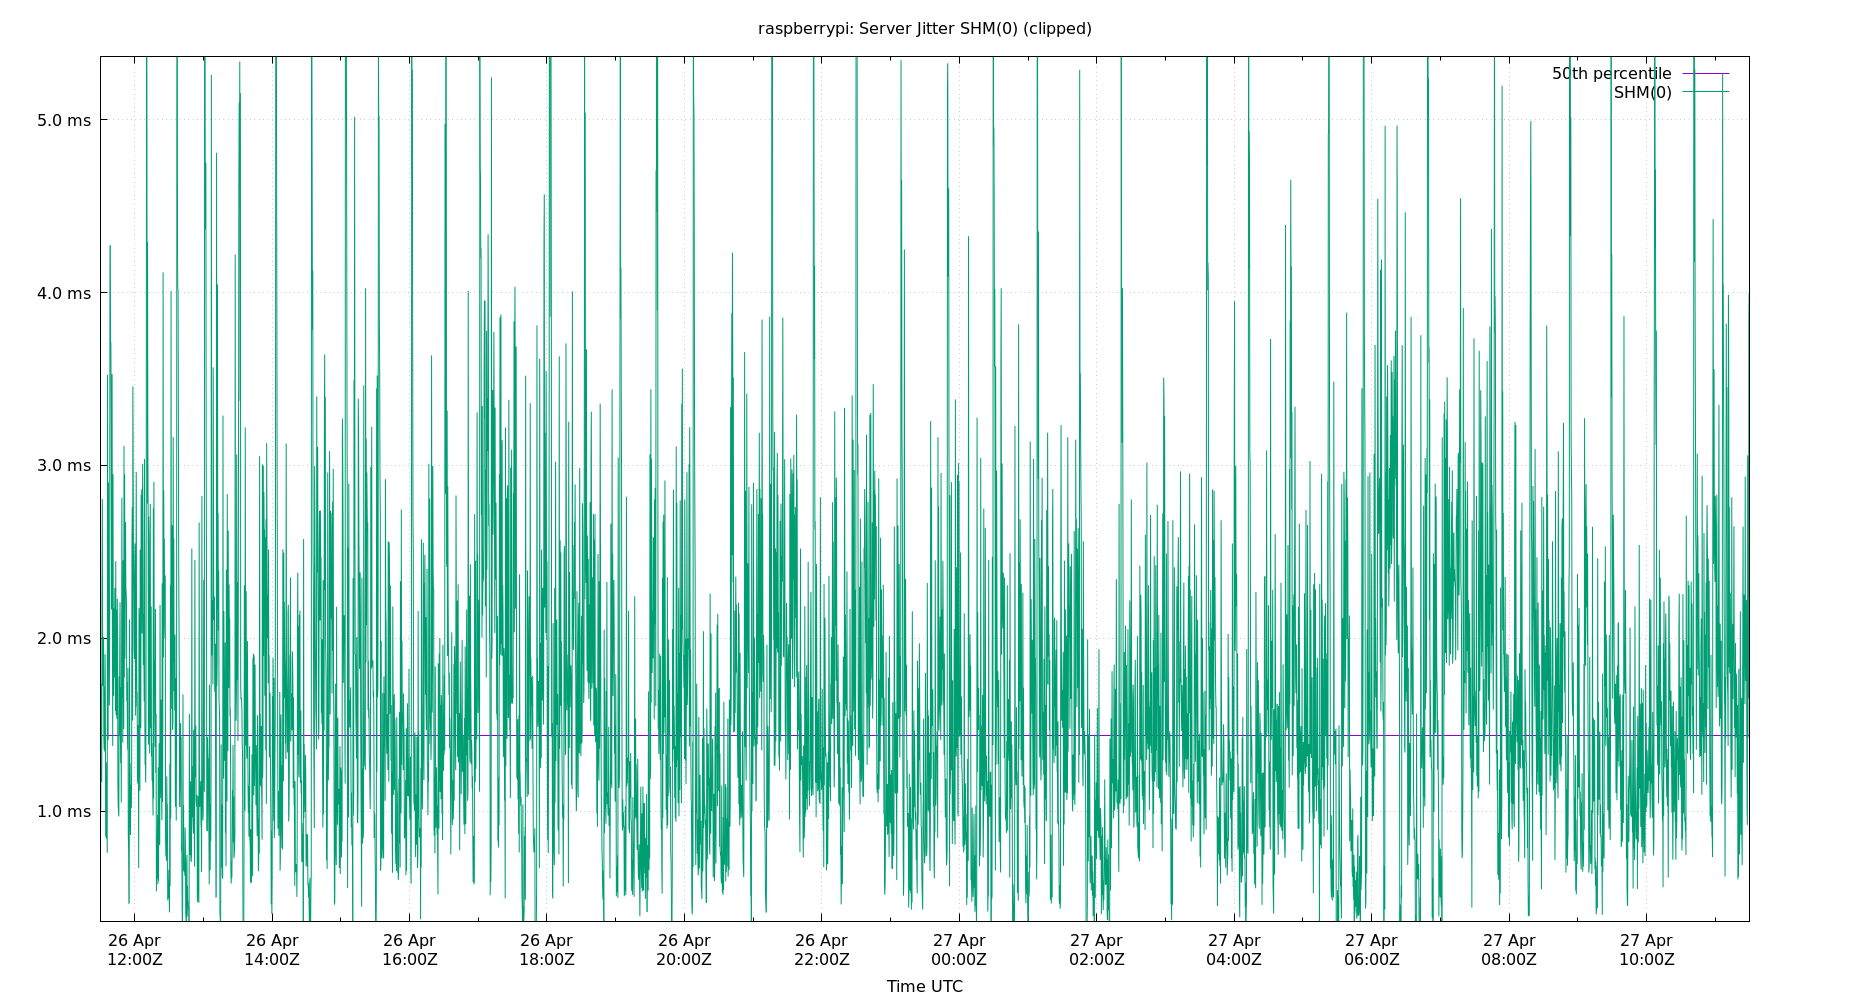 raspberrypi: Server Jitter SHM(0) (clipped)
50th percentile
SHM(0)
5.0 ms
4.0 ms
3.0 ms
2.0 ms
1.0 ms
26 Apr 26 Apr 26 Apr 26 Apr 26 Apr 26 Apr 27 Apr 27 Apr 27 Apr 27 Apr 27 Apr 27 Apr
12:00Z 14:00Z 16:00Z 18:00Z 20:00Z 22:00Z 00:00Z 02:00Z 04:00Z 06:00Z 08:00Z 10:00Z
Time UTC